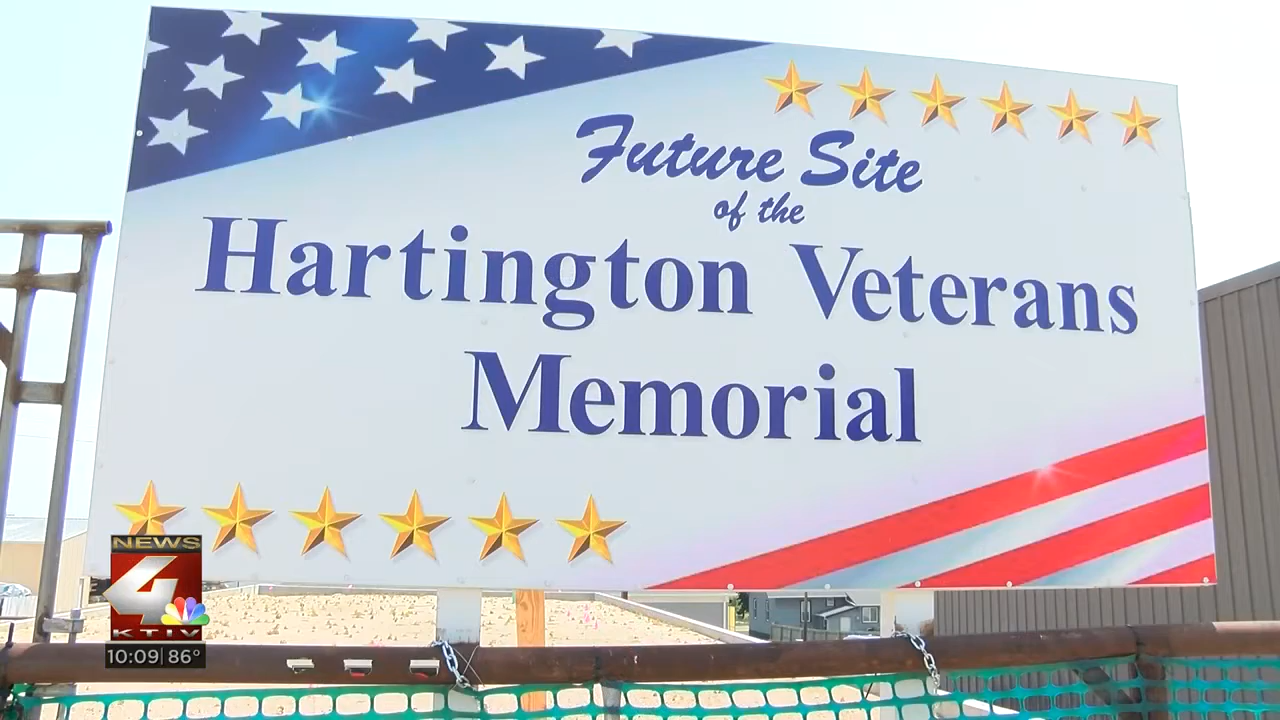 Future Site
of the
Hartington Veterans
Memorial
NEWS
4
KTIV
10:09 86°